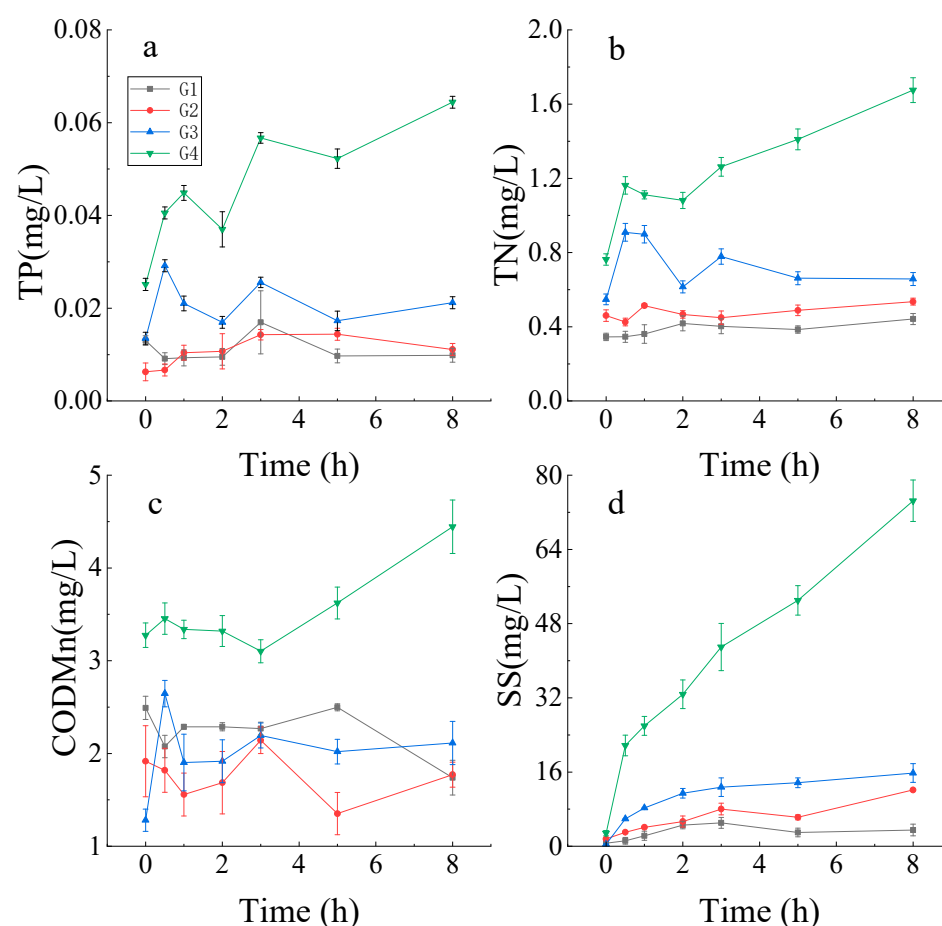 a
TP(mg/L)
0.08
0.06
0.04
0.02
0.00
G1
G2
G3
G4
0 2 4 6 8
Time (h)
b
TN(mg/L)
2.0
1.6
1.2
0.8
0.4
0.0
0 2 4 6 8
Time (h)
c
CODMn(mg/L)
5
4
3
2
1
0 2 4 6 8
Time (h)
d
SS(mg/L)
80
64
48
32
16
0
0 2 4 6 8
Time (h)